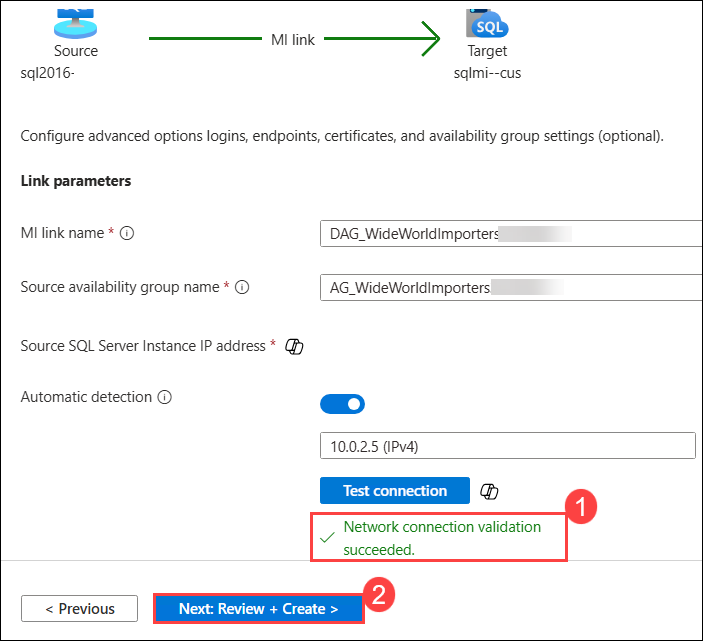 SQL
Source
MI link
Target
sql2016-
sqlmi--cus
Configure advanced options logins, endpoints, certificates, and availability group settings (optional).
Link parameters
MI link name *
DAG_WideWorldImporters
Source availability group name *
AG_WideWorldImporters
Source SQL Server Instance IP address *
Automatic detection
10.0.2.5 (IPv4)
Test connection
1
Network connection validation
succeeded.
< Previous
Next: Review + Create >
2